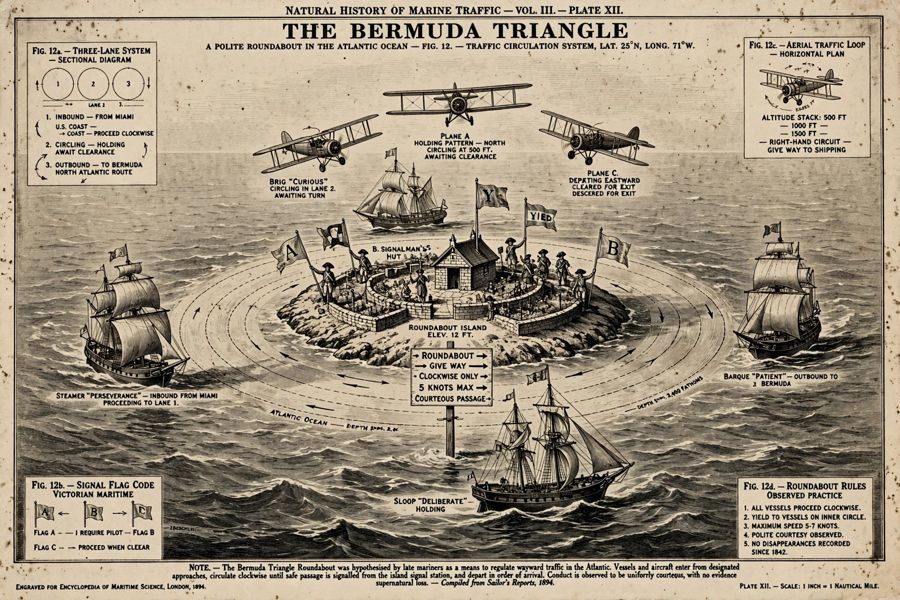 NATURAL HISTORY OF MARINE TRAFFIC — VOL. III. — PLATE XII.
THE BERMUDA TRIANGLE
A POLITE ROUNDABOUT IN THE ATLANTIC OCEAN — FIG. 12. — TRAFFIC CIRCULATION SYSTEM, LAT. 25°N, LONG. 71°W.
FIG. 12a. — THREE-LANE SYSTEM
— SECTIONAL DIAGRAM
1 2 3
LANE 2 3.
1. INBOUND — FROM MIAMI
U.S. COAST —
→ COAST — PROCEED CLOCKWISE
2. CIRCLING — HOLDING
AWAIT CLEARANCE
3. OUTBOUND — TO BERMUDA
NORTH ATLANTIC ROUTE
FIG. 12c. — AERIAL TRAFFIC LOOP
— HORIZONTAL PLAN
ALTITUDE STACK: 500 FT
— 1000 FT —
— 1500 FT —
— RIGHT-HAND CIRCUIT —
GIVE WAY TO SHIPPING
PLANE A
HOLDING PATTERN — NORTH
CIRCLING AT 500 FT.
AWAITING CLEARANCE
BRIG "CURIOUS"
CIRCLING IN LANE 2.
AWAITING TURN
PLANE C.
CLEARED FOR EXIT
DESCERED FOR EXIT
YIED
A
B
B. SIGNALMAN'S
HUT
ROUNDABOUT ISLAND
ELEV. 12 FT.
ROUNDABOUT →
→ GIVE WAY →
- CLOCKWISE ONLY -
5 KNOTS MAX →
COURTEOUS PASSAGE→
STEAMER "PERSEVERANCE" — INBOUND FROM MIAMI
PROCEEDING TO LANE 1.
BARQUE "PATIENT" — OUTBOUND TO
BERMUDA
ATLANTIC OCEAN — DEPTH
DEPTH FATHOMS
SLOOP "DELIBERATE" —
HOLDING
FIG. 12b. — SIGNAL FLAG CODE
VICTORIAN MARITIME
A ← B → C
FLAG A — I REQUIRE PILOT — FLAG B
FLAG C — → PROCEED WHEN CLEEAR
FIG. 12d. — ROUNDABOUT RULES
OBSERVED PRACTICE
1. ALL VESSELS PROCEED CLOCKWISE.
2. YIELD TO VESSELS ON INNER CIRCLE.
3. MAXIMUM SPEED 5-7 KNOTS.
4. POLITE COURTESY OBSERVED.
5. NO DISAPPEARANCES RECORDED
SINCE 1842.
NOTE. — The Bermuda Triangle Roundabout was hypothesised by late mariners as a means to regulate wayward traffic in the Atlantic. Vessels and aircraft enter from designated
approaches, circulate clockwise until safe passage is signalled from the island signal station, and depart in order of arrival. Conduct is observed to be uniformly courteous, with no evidence
supernatural loss. — Compiled from Sailor's Reports, 1894.
ENGRAVED FOR ENCYCLOPEDIA OF MARITIME SCIENCE, LONDON, 1894.
PLATE XII. — SCALE: 1 INCH = 1 NAUTICAL MILE.